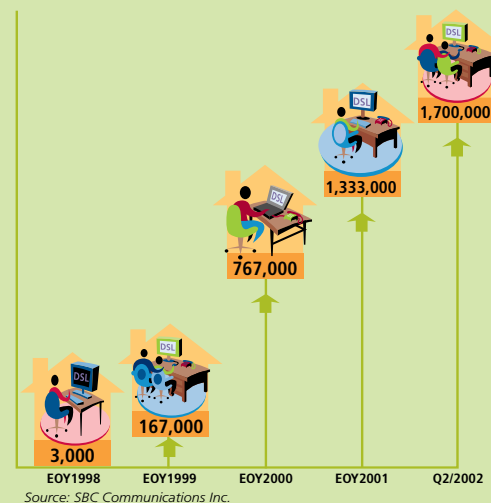 DSL
1,700,000
DSL
1,333,000
DSL
767,000
DSL
167,000
DSL
3,000
EOY1998 EOY1999 EOY2000 EOY2001 Q2/2002
Source: SBC Communications Inc.